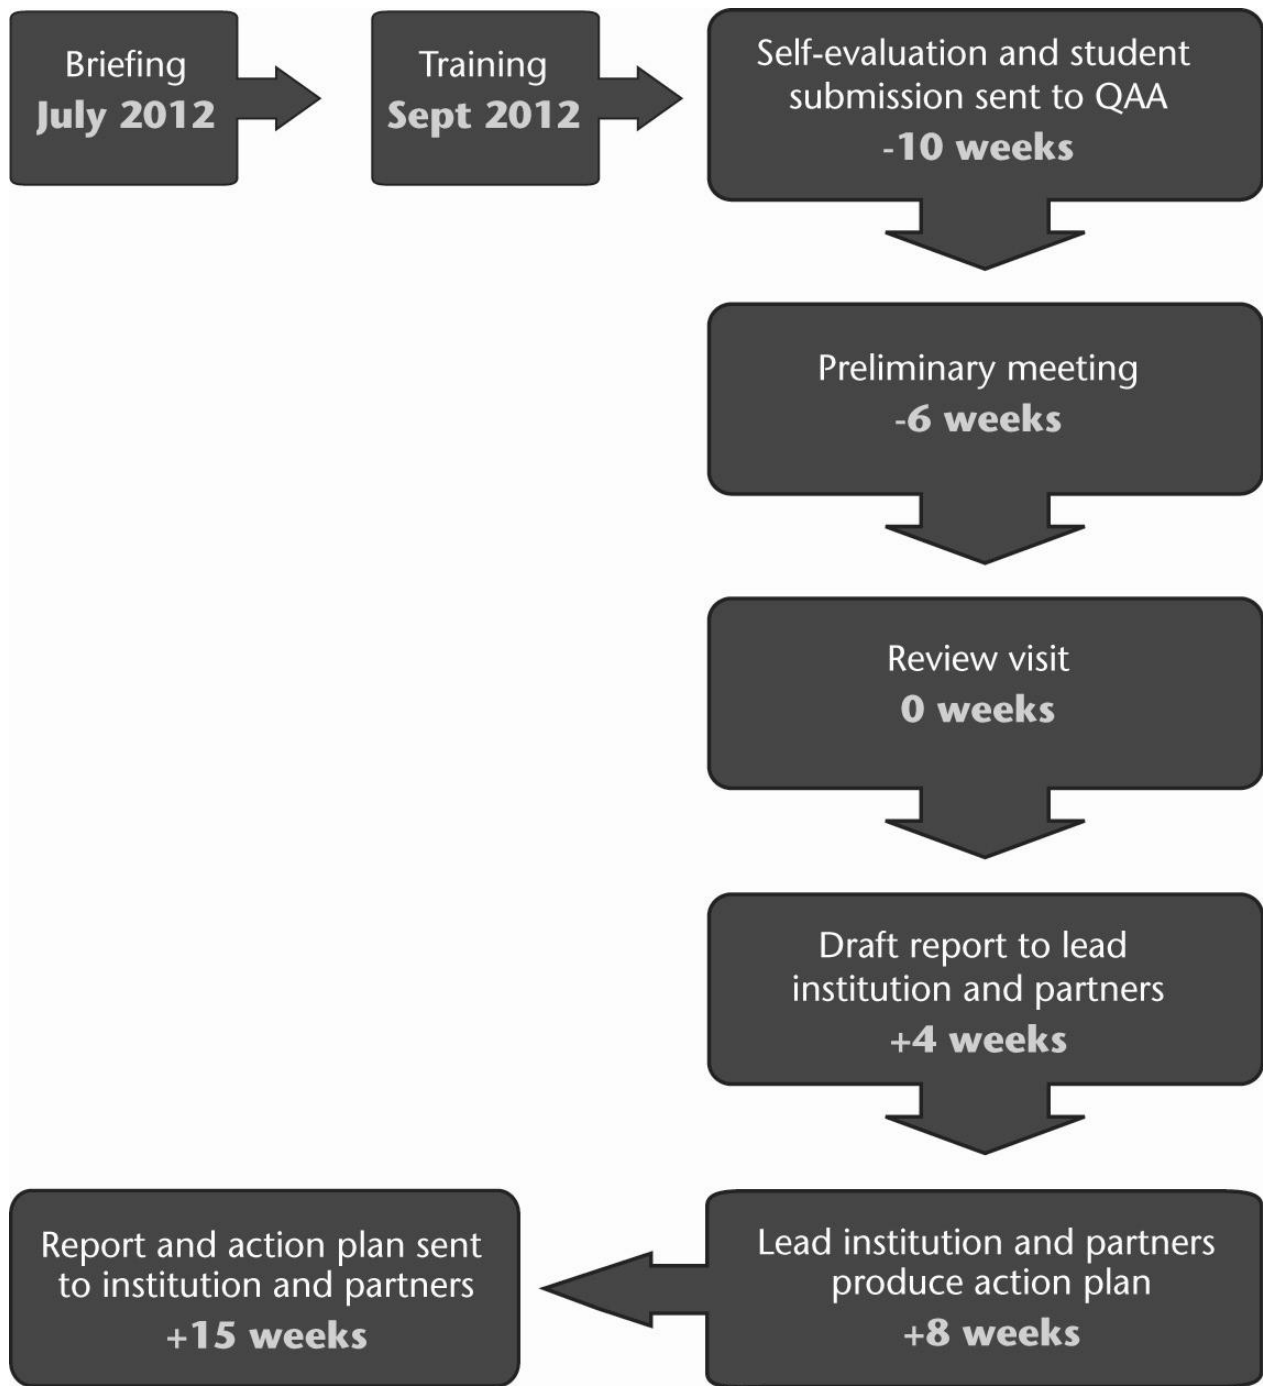 Briefing
July 2012
Training
Sept 2012
Self-evaluation and student
submission sent to QAA
-10 weeks
Preliminary meeting
-6 weeks
Review visit
0 weeks
Draft report to lead
institution and partners
+4 weeks
Lead institution and partners
produce action plan
+8 weeks
Report and action plan sent
to institution and partners
+15 weeks